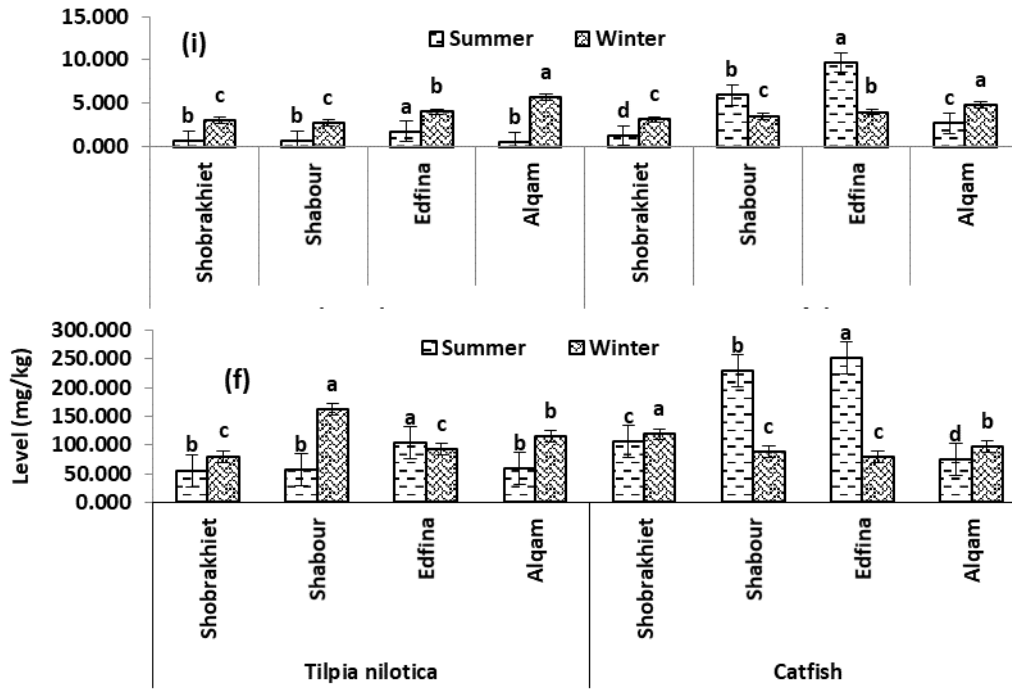 15.000
(i)
Summer
Winter
a
10.000
b
a
a
5.000
b
c
c
a
c
c
b
b
b
d
c
0.000
Shobrakhiet
Shabour
Edfina
Alqam
Shobrakhiet
Shabour
Edfina
Alqam
Level (mg/kg)
300.000
Summer
Winter
a
b
250.000
(f)
200.000
a
150.000
a
b
c
a
b
100.000
c
c
c
c
d
b
b
b
50.000
0.000
Shobrakhiet
Shabour
Edfina
Alqam
Shobrakhiet
Shabour
Edfina
Alqam
Tilpia nilotica
Catfish